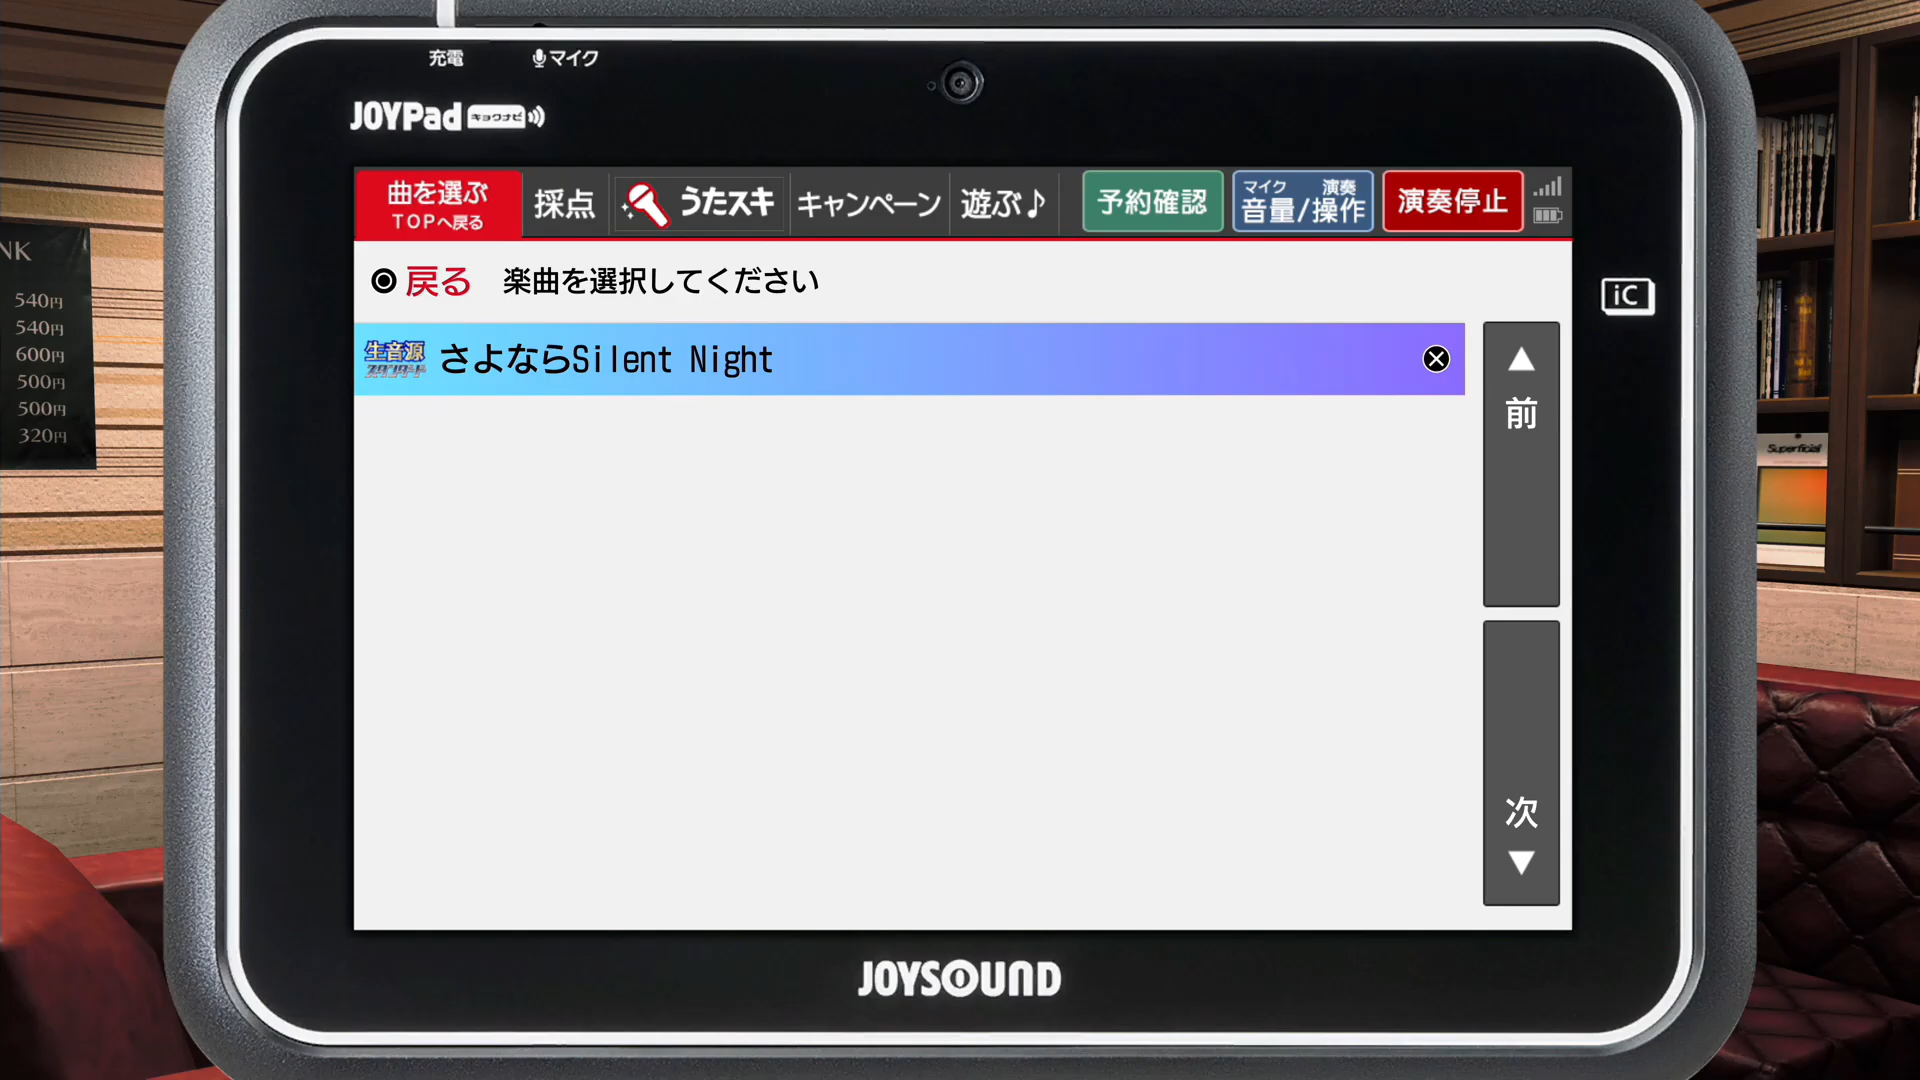 充電
マイク
JOYPad キョクナビ
曲を選ぶ
TOPへ戻る
採点
うたスキ
キャンペーン
遊ぶ♪
予約確認
マイク 演奏
音量/操作
演奏停止
戻る 楽曲を選択してください
生音源
スタンダード
さよならSilent Night
▲
前
次
▼
iC
JOYSOUND
NK
540円
540円
600円
500円
500円
320円
Superficial